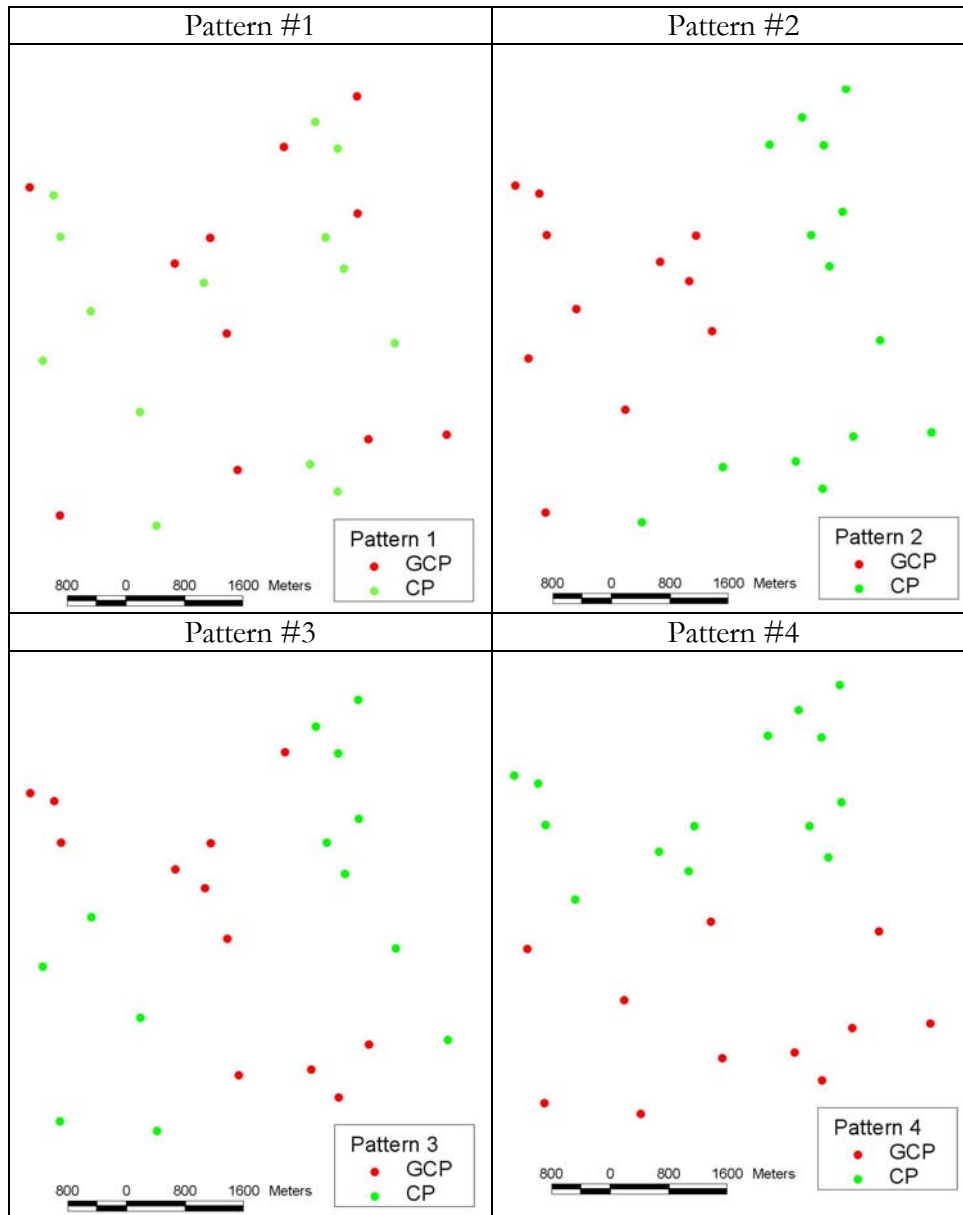 Pattern #1
Pattern #2
Pattern 1
GCP
CP
800 0 800 1600 Meters
Pattern 2
GCP
CP
800 0 800 1600 Meters
Pattern #3
Pattern #4
Pattern 3
GCP
CP
800 0 800 1600 Meters
Pattern 4
GCP
CP
800 0 800 1600 Meters